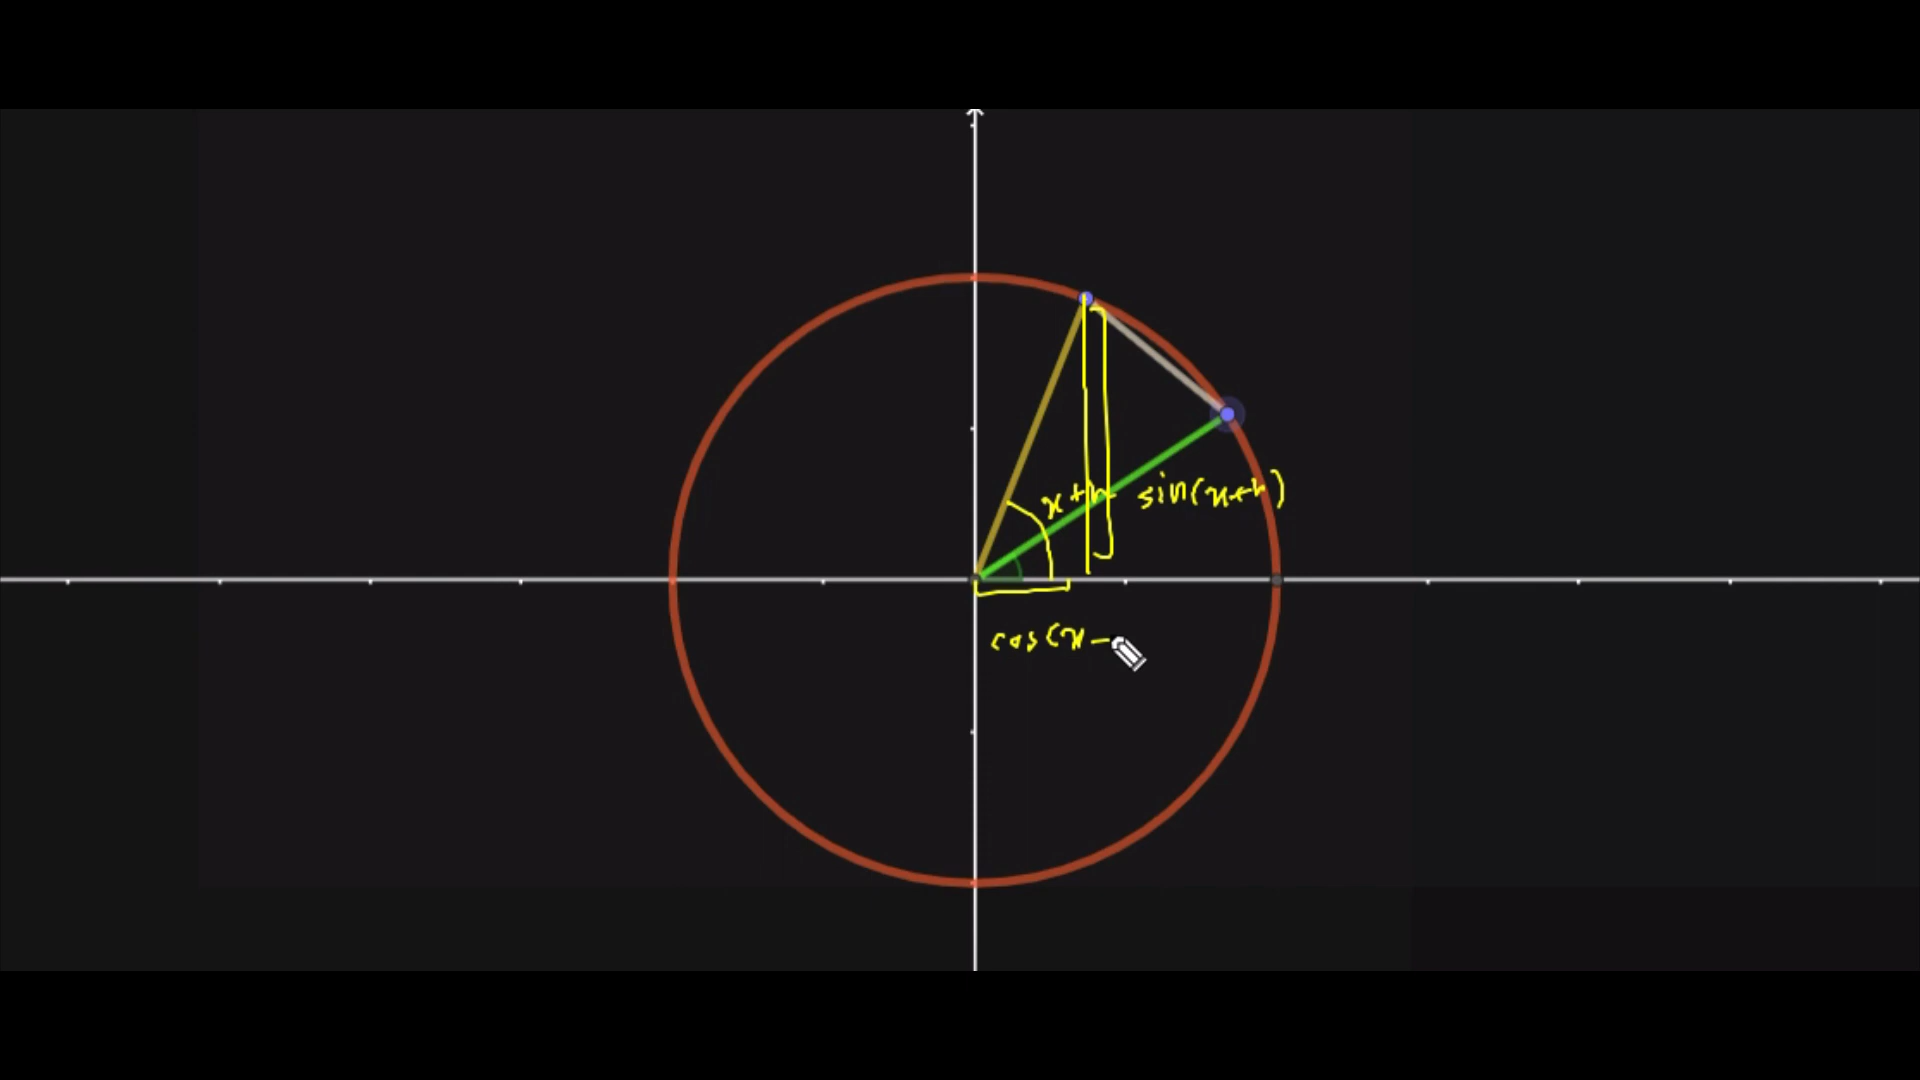 x+h
sin(x+h)
cos(x-